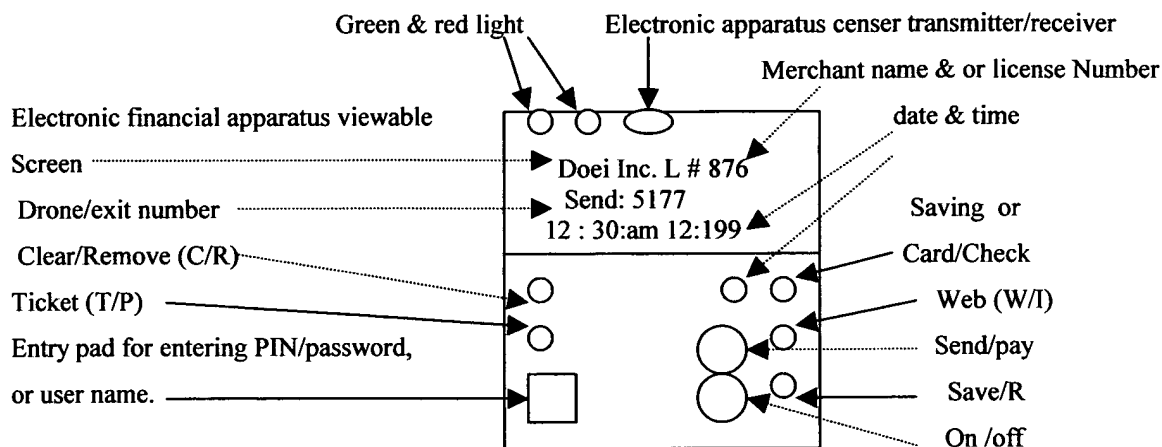 Green & red light
Electronic apparatus censer transmitter/receiver
Merchant name & or license Number
Electronic financial apparatus viewable
Screen
date & time
Doei Inc. L # 876
Send: 5177
12 : 30:am 12:199
Drone/exit number
Clear/Remove (C/R)
Ticket (T/P)
Entry pad for entering PIN/password,
or user name.
Saving or
Card/Check
Web (W/I)
Send/pay
Save/R
On /off